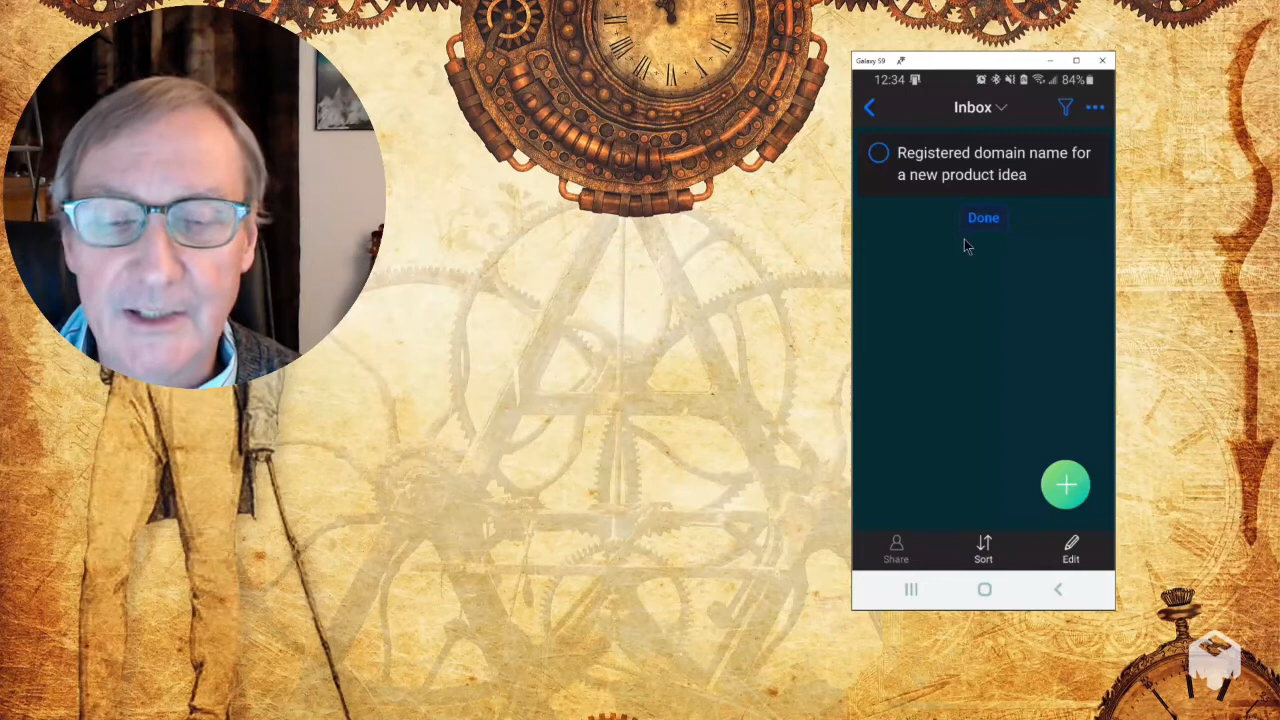 Galaxy S9
12:34
84%
Inbox
Registered domain name for
a new product idea
Done
Share
Sort
Edit